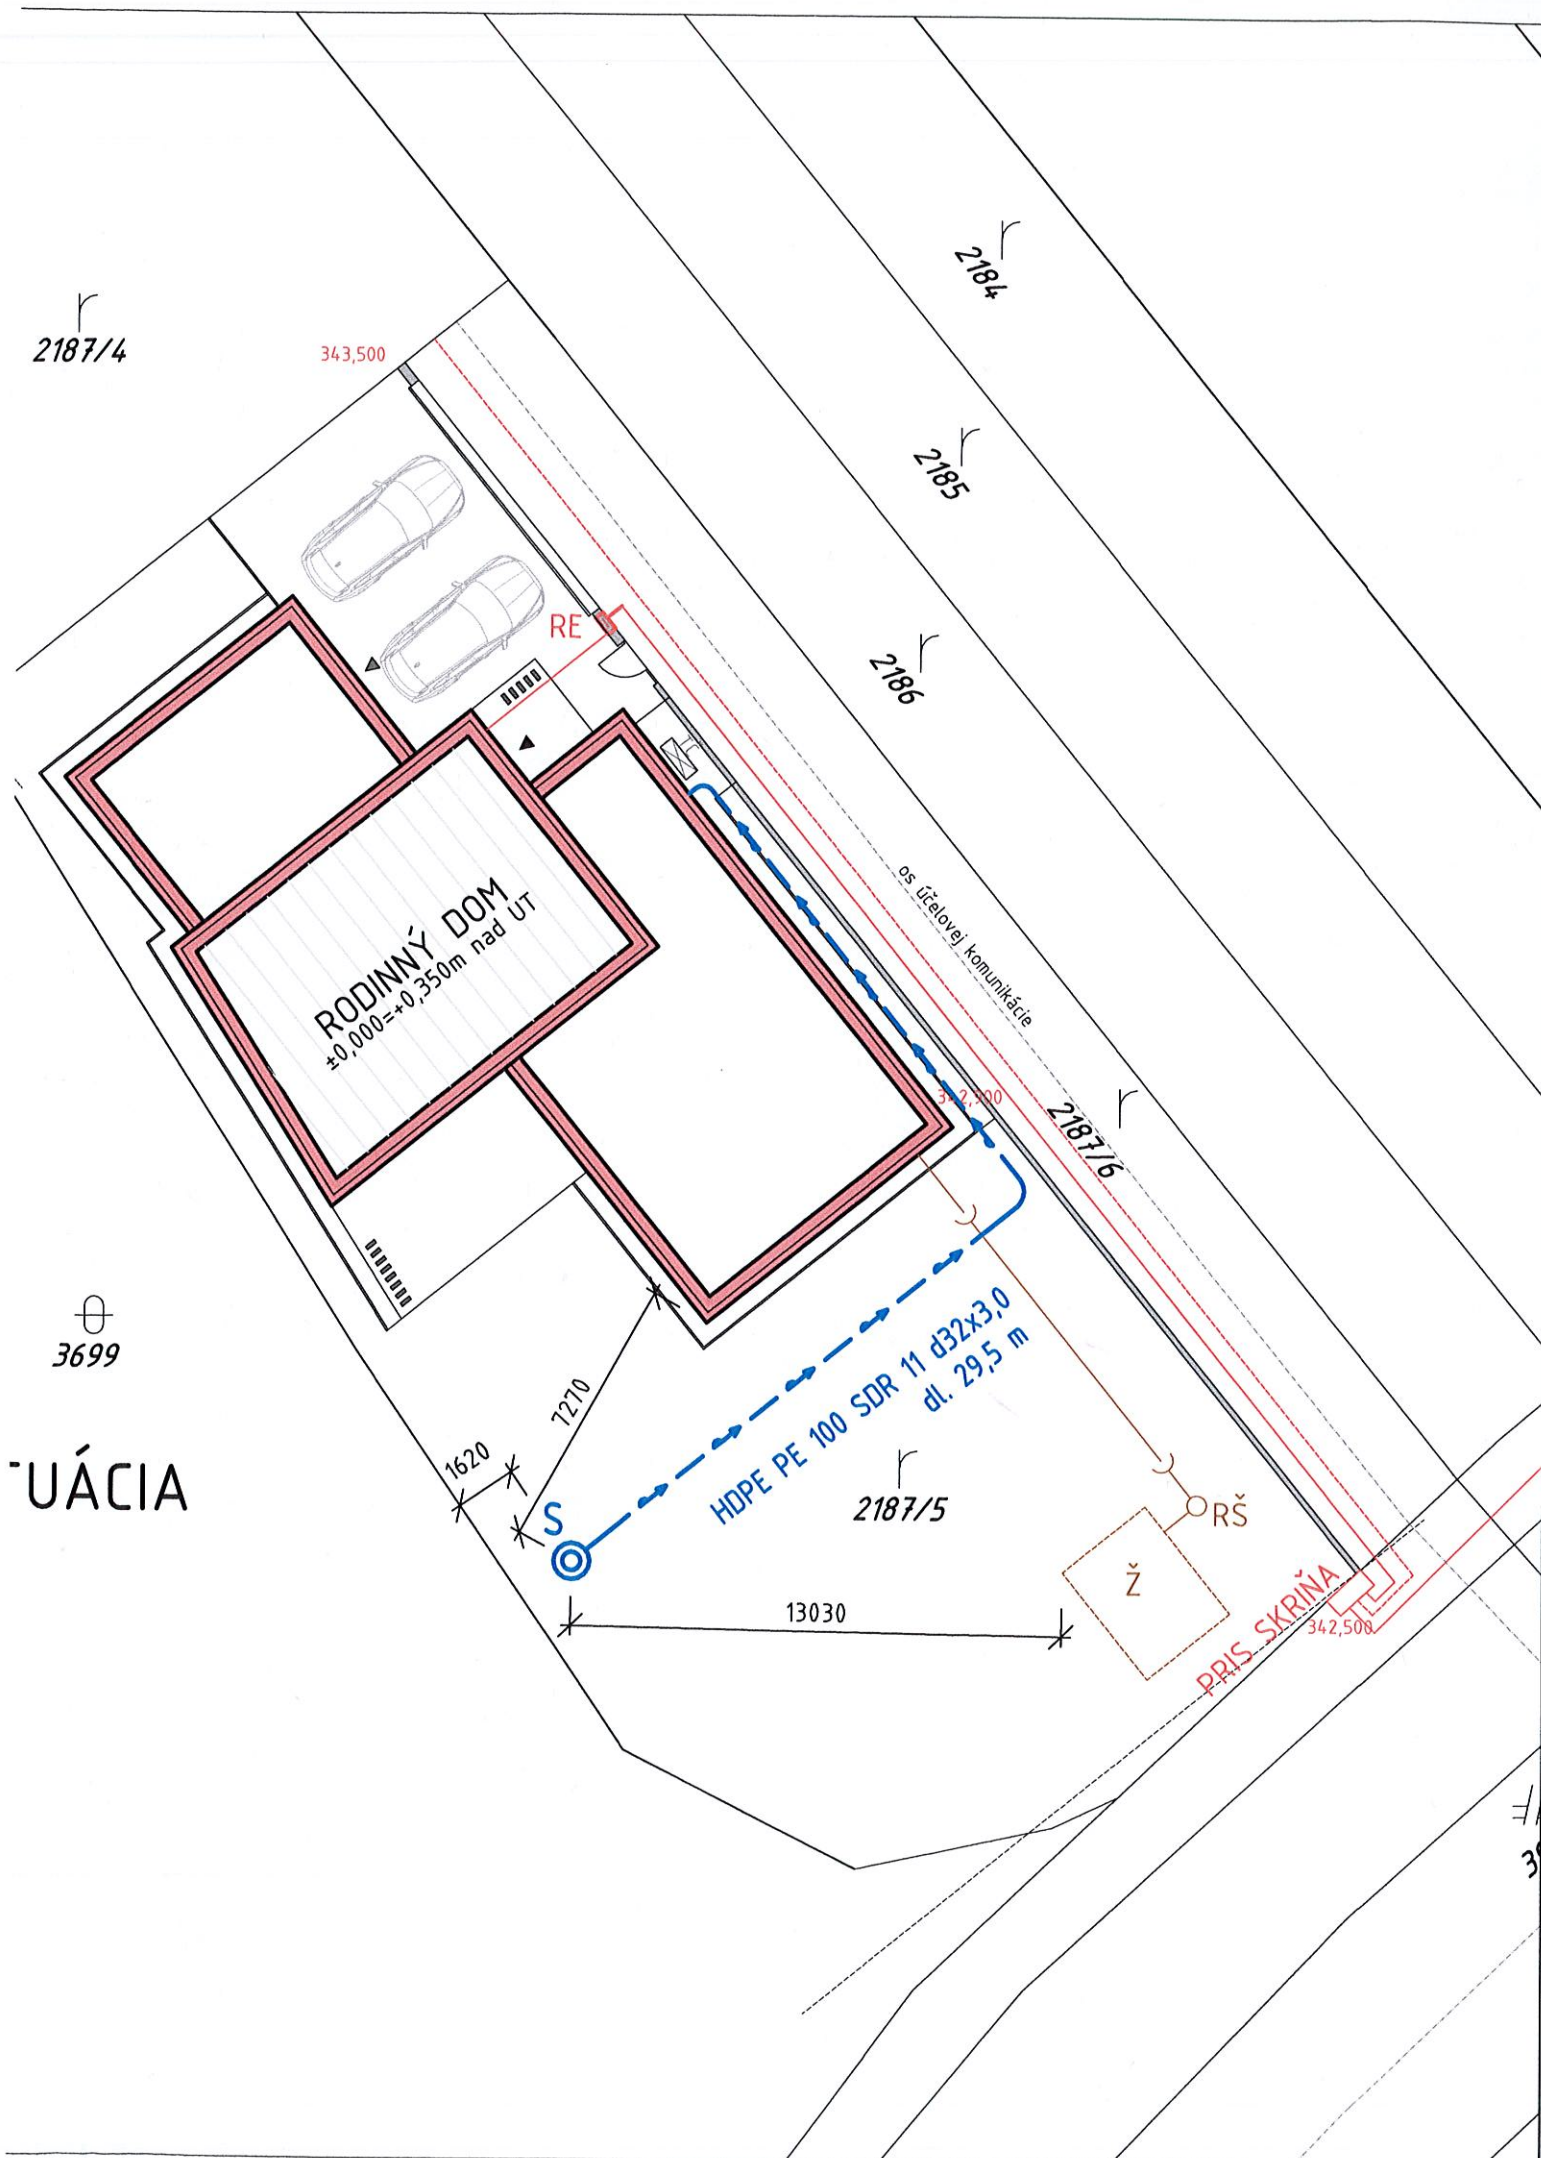 2184
2187/4
343,500
2185
RE
2186
os účelovej komunikácie
RODINNÝ DOM
±0,000=+0,350m nad UT
342,900
2187/6
3699
HDPE PE 100 SDR 11 d32x3,0
dl. 29,5 m
7270
1620
UÁCIA
S
2187/5
RŠ
Ž
13030
PRIS SKRIŇA
342,500